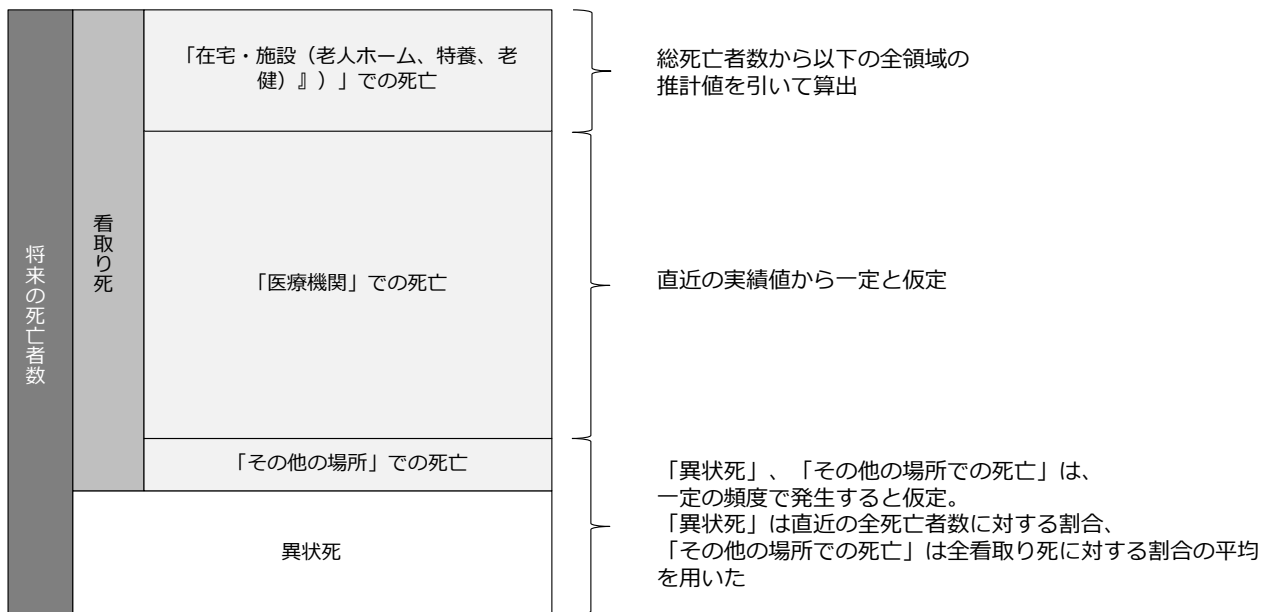 将来の死亡者数
看取り死
「在宅・施設（老人ホーム、特養、老
健）』）」での死亡
総死亡者数から以下の全領域の
推計値を引いて算出
「医療機関」での死亡
直近の実績値から一定と仮定
「その他の場所」での死亡
異状死
「異状死」、「その他の場所での死亡」は、
一定の頻度で発生すると仮定。
「異状死」は直近の全死亡者数に対する割合、
「その他の場所での死亡」は全看取り死に対する割合の平均
を用いた